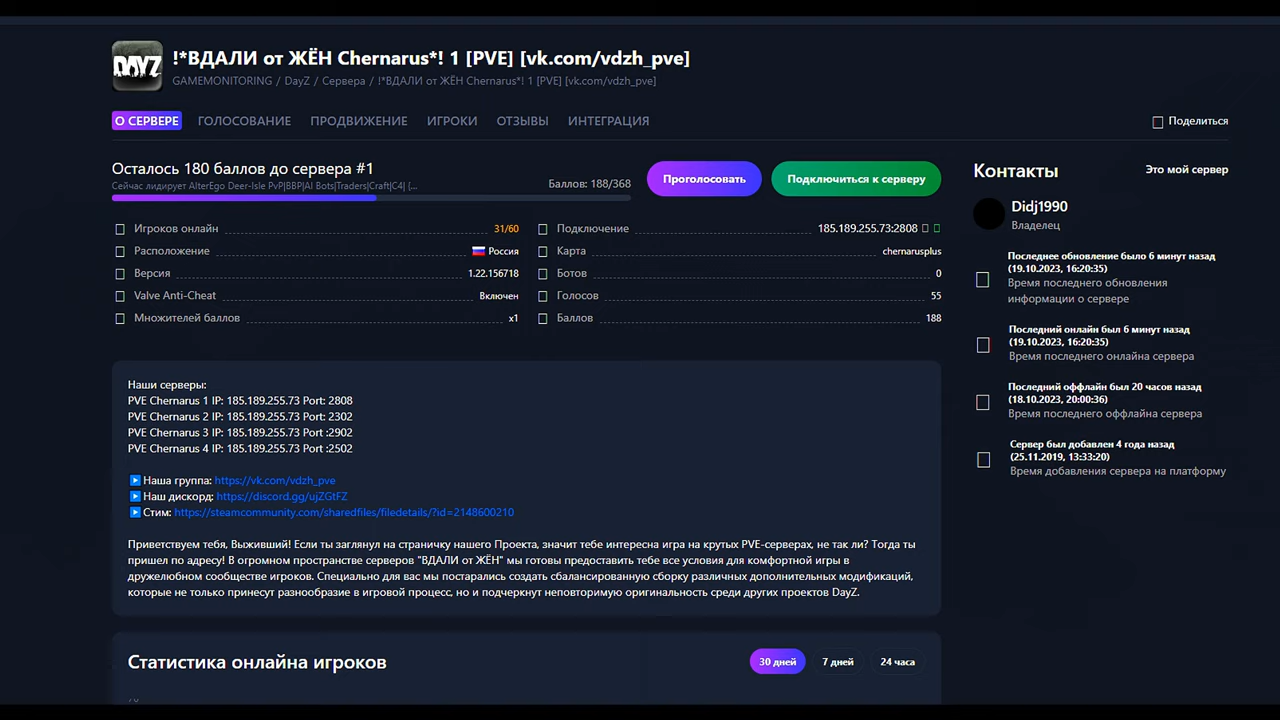 DAYZ
!*ВДАЛИ от ЖЁН Chernarus*! 1 [PVE] [vk.com/vdzh_pve]
GAMEMONITORING / DayZ / Сервера / !*ВДАЛИ от ЖЁН Chernarus*! 1 [PVE] [vk.com/vdzh_pve]
О СЕРВЕРЕ ГОЛОСОВАНИЕ ПРОДВИЖЕНИЕ ИГРОКИ ОТЗЫВЫ ИНТЕГРАЦИЯ
Поделиться
Осталось 180 баллов до сервера #1
Сейчас лидирует AlterEgo Deer-Isle PvP|BBP|AI Bots|Traders|Craft|C4| (...
Баллов: 188/368
Проголосовать
Подключиться к серверу
Игроков онлайн 31/60
Расположение Россия
Версия 1.22.156718
Valve Anti-Cheat Включен
Множителей баллов x1
Подключение 185.189.255.73:2808
Карта chernarusplus
Ботов 0
Голосов 55
Баллов 188
Наши серверы:
PVE Chernarus 1 IP: 185.189.255.73 Port: 2808
PVE Chernarus 2 IP: 185.189.255.73 Port: 2302
PVE Chernarus 3 IP: 185.189.255.73 Port :2902
PVE Chernarus 4 IP: 185.189.255.73 Port :2502
Наша группа: https://vk.com/vdzh_pve
Наш дискорд: https://discord.gg/ujZGtFZ
Стим: https://steamcommunity.com/sharedfiles/filedetails/?id=2148600210
Приветствуем тебя, Выживший! Если ты заглянул на страничку нашего Проекта, значит тебе интересна игра на крутых PVE-серверах, не так ли? Тогда ты
пришел по адресу! В огромном пространстве серверов "ВДАЛИ от ЖЁН" мы готовы предоставить тебе все условия для комфортной игры в
дружелюбном сообществе игроков. Специально для вас мы постарались создать сбалансированную сборку различных дополнительных модификаций,
которые не только принесут разнообразие в игровой процесс, но и подчеркнут неповторимую оригинальность среди других проектов DayZ.
Статистика онлайна игроков
30 дней 7 дней 24 часа
Контакты
Это мой сервер
Didj1990
Владелец
Последнее обновление было 6 минут назад
(19.10.2023, 16:20:35)
Время последнего обновления
информации о сервере
Последний онлайн был 6 минут назад
(19.10.2023, 16:20:35)
Время последнего онлайна сервера
Последний оффлайн был 20 часов назад
(18.10.2023, 20:00:36)
Время последнего оффлайна сервера
Сервер был добавлен 4 года назад
(25.11.2019, 13:33:20)
Время добавления сервера на платформу